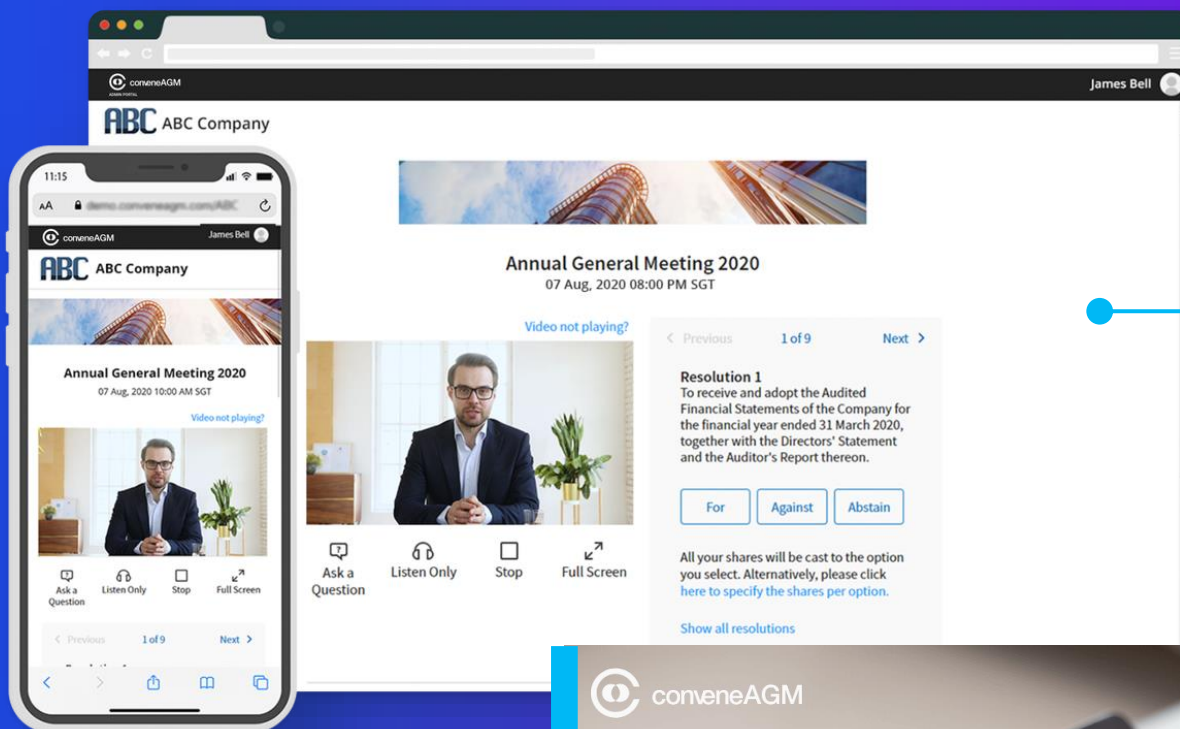 conveneAGM
ADMIN PORTAL
James Bell
ABC ABC Company
Annual General Meeting 2020
07 Aug, 2020 08:00 PM SGT
Video not playing?
Ask a
Question
Listen Only
Stop
Full Screen
Previous
1 of 9
Next
Resolution 1
To receive and adopt the Audited
Financial Statements of the Company for
the financial year ended 31 March 2020,
together with the Directors' Statement
and the Auditor's Report thereon.
For
Against
Abstain
All your shares will be cast to the option
you select. Alternatively, please click
here to specify the shares per option.
Show all resolutions
11:15
AA
conveneAGM
James Bell
ABC ABC Company
Annual General Meeting 2020
07 Aug, 2020 10:00 AM SGT
Video not playing?
Ask a
Question
Listen Only
Stop
Full Screen
Previous
1 of 9
Next
conveneAGM